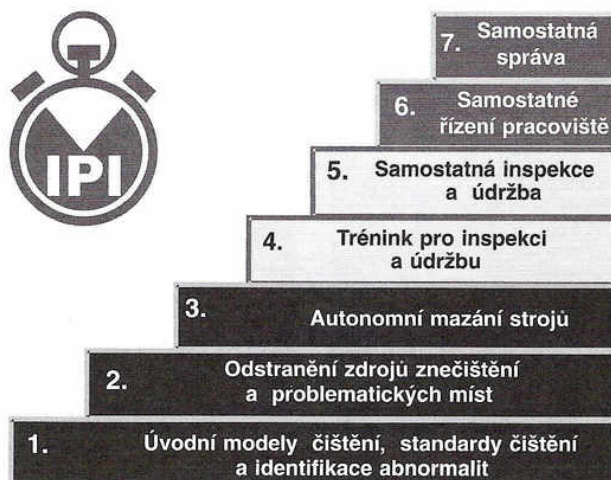 IPI
7. Samostatná
správa
6. Samostatné
řízení pracoviště
5. Samostatná inspekce
a údržba
4. Trénink pro inspekci
a údržbu
3. Autonomní mazání strojů
2. Odstranění zdrojů znečištění
a problematických míst
1. Úvodní modely čištění, standardy čištění
a identifikace abnormalit